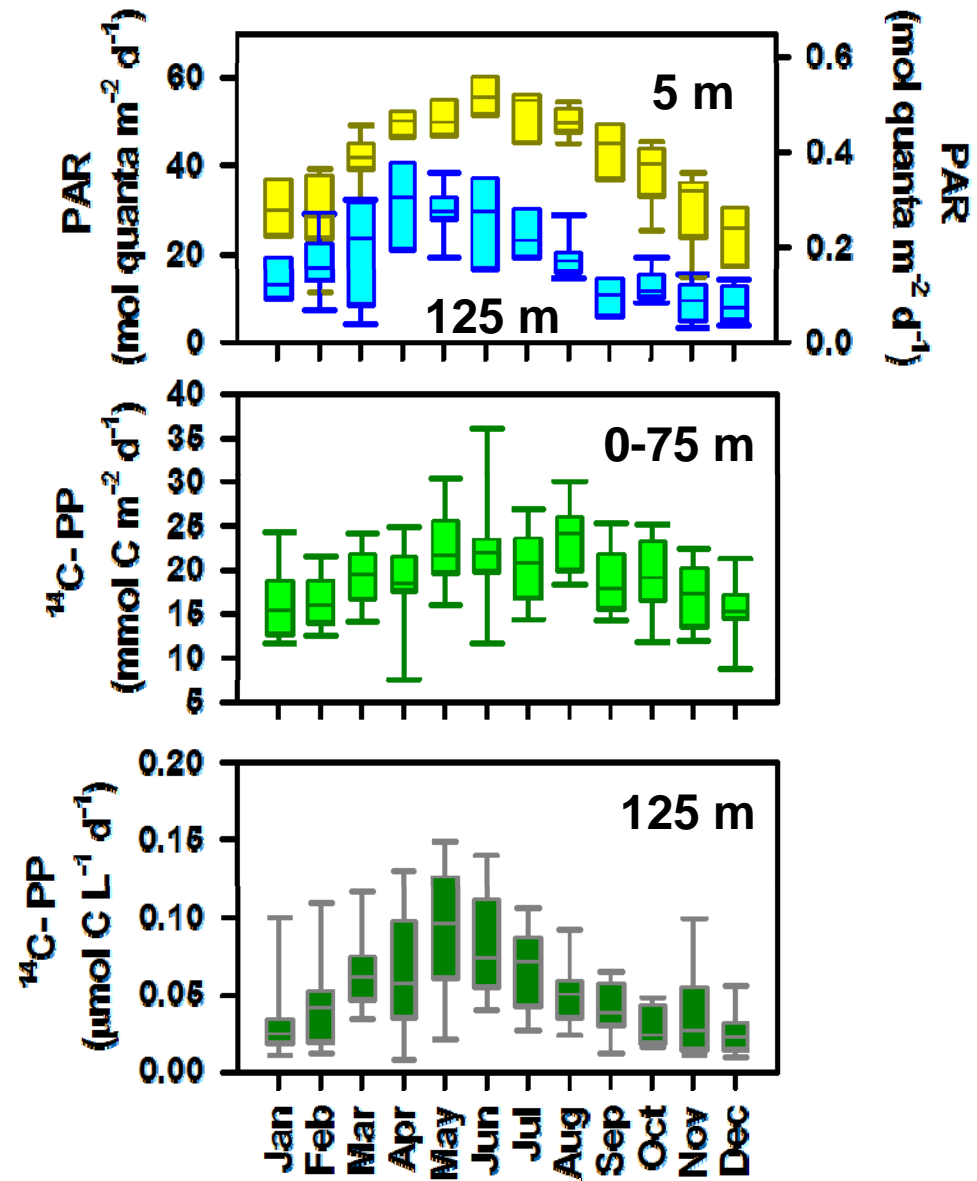 PAR
(mol quanta m⁻² d⁻¹)
60
40
20
0
5 m
125 m
0.6
0.4
0.2
0.0
PAR
(mol quanta m⁻² d⁻¹)
¹⁴C- PP
(mmol C m⁻² d⁻¹)
40
35
30
25
20
15
10
5
0-75 m
¹⁴C- PP
(µmol C L⁻¹ d⁻¹)
0.20
0.15
0.10
0.05
0.00
125 m
Jan
Feb
Mar
Apr
May
Jun
Jul
Aug
Sep
Oct
Nov
Dec